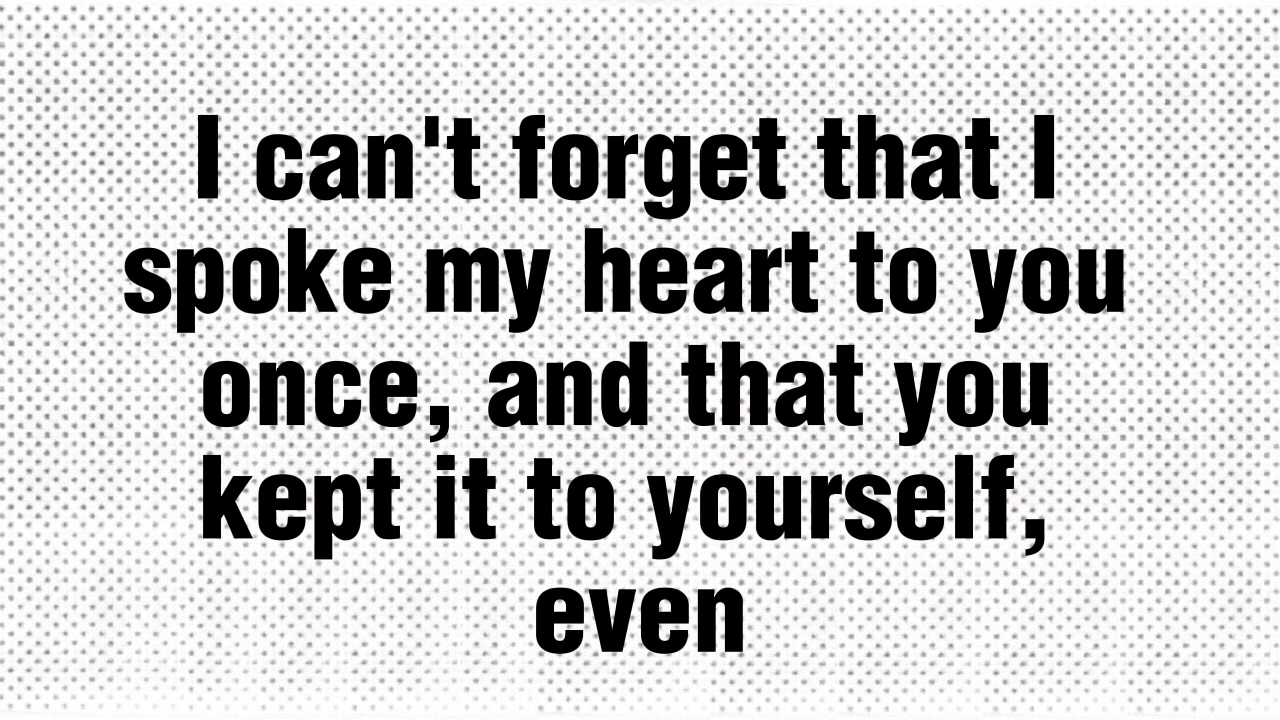 I can't forget that I
spoke my heart to you
once, and that you
kept it to yourself,
even